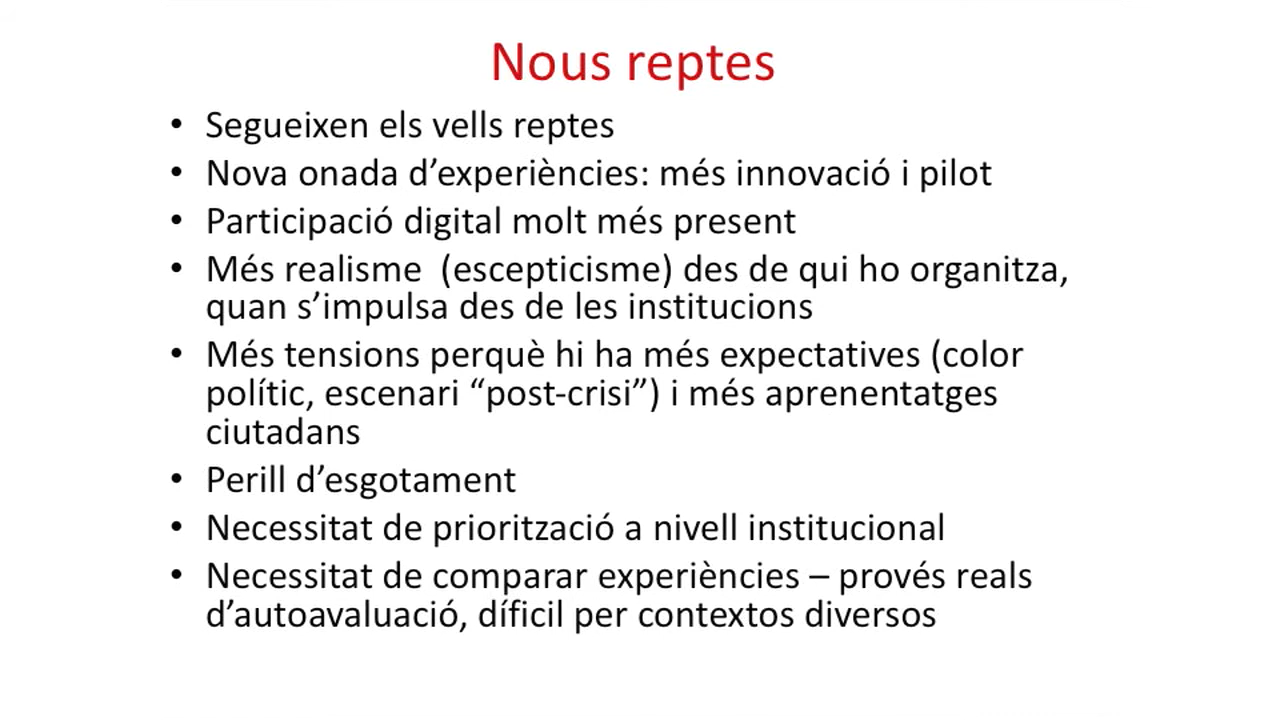 Nous reptes
• Segueixen els vells reptes
• Nova onada d’experiències: més innovació i pilot
• Participació digital molt més present
• Més realisme  (escepticisme) des de qui ho organitza,
quan s’impulsa des de les institucions
• Més tensions perquè hi ha més expectatives (color
polític, escenari “post-crisi”) i més aprenentatges
ciutadans
• Perill d’esgotament
• Necessitat de priorització a nivell institucional
• Necessitat de comparar experiències – provés reals
d’autoavaluació, díficil per contextos diversos